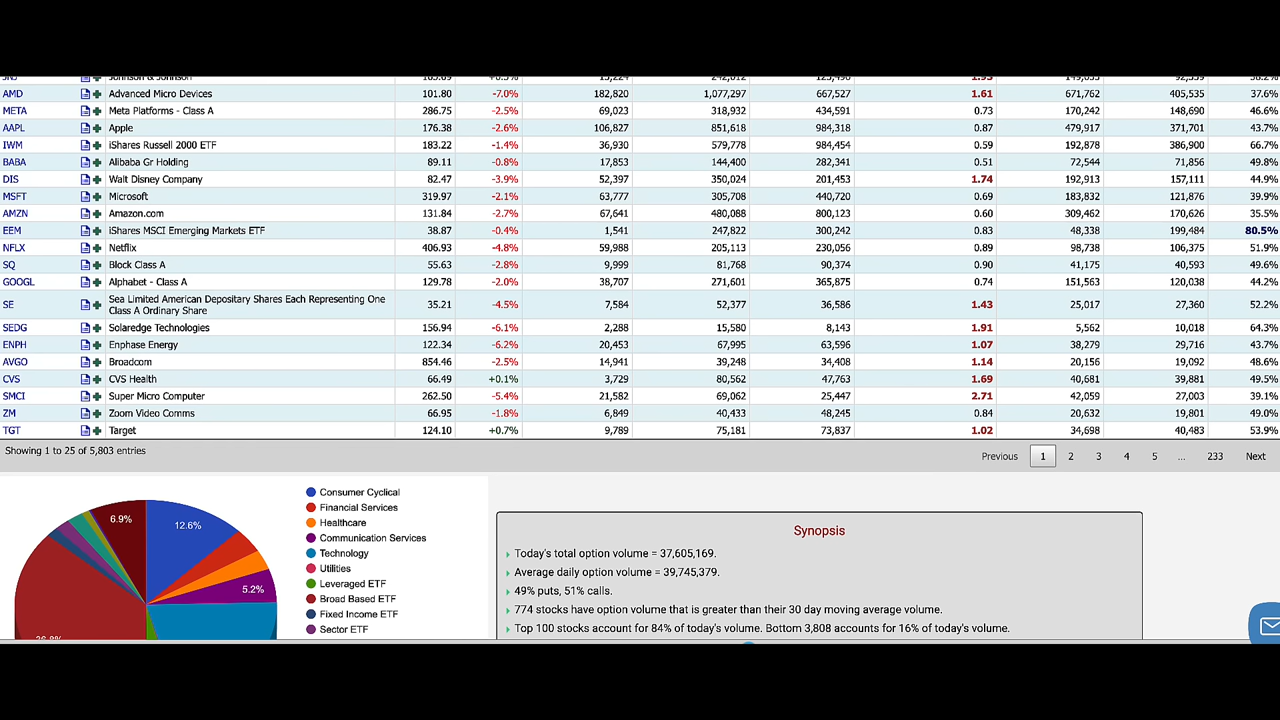 JNJ Johnson & Johnson 165.69 +0.5% 13,224 242,012 125,496 1.93 149,035 92,559 38.2%
AMD Advanced Micro Devices 101.80 -7.0% 182,820 1,077,297 667,527 1.61 671,762 405,535 37.6%
META Meta Platforms - Class A 286.75 -2.5% 69,023 318,932 434,591 0.73 170,242 148,690 46.6%
AAPL Apple 176.38 -2.6% 106,827 851,618 984,318 0.87 479,917 371,701 43.7%
IWM iShares Russell 2000 ETF 183.22 -1.4% 36,930 579,778 984,454 0.59 192,878 386,900 66.7%
BABA Alibaba Gr Holding 89.11 -0.8% 17,853 144,400 282,341 0.51 72,544 71,856 49.8%
DIS Walt Disney Company 82.47 -3.9% 52,397 350,024 201,453 1.74 192,913 157,111 44.9%
MSFT Microsoft 319.97 -2.1% 63,777 305,708 440,720 0.69 183,832 121,876 39.9%
AMZN Amazon.com 131.84 -2.7% 67,641 480,088 800,123 0.60 309,462 170,626 35.5%
EEM iShares MSCI Emerging Markets ETF 38.87 -0.4% 1,541 247,822 300,242 0.83 48,338 199,484 80.5%
NFLX Netflix 406.93 -4.8% 59,988 205,113 230,056 0.89 98,738 106,375 51.9%
SQ Block Class A 55.63 -2.8% 9,999 81,768 90,374 0.90 41,175 40,593 49.6%
GOOGL Alphabet - Class A 129.78 -2.0% 38,707 271,601 365,875 0.74 151,563 120,038 44.2%
SE Sea Limited American Depositary Shares Each Representing One
Class A Ordinary Share 35.21 -4.5% 7,584 52,377 36,586 1.43 25,017 27,360 52.2%
SEDG Solaredge Technologies 156.94 -6.1% 2,288 15,580 8,143 1.91 5,562 10,018 64.3%
ENPH Enphase Energy 122.34 -6.2% 20,453 67,995 63,596 1.07 38,279 29,716 43.7%
AVGO Broadcom 854.46 -2.5% 14,941 39,248 34,408 1.14 20,156 19,092 48.6%
CVS CVS Health 66.49 +0.1% 3,729 80,562 47,763 1.69 40,681 39,881 49.5%
SMCI Super Micro Computer 262.50 -5.4% 21,582 69,062 25,447 2.71 42,059 27,003 39.1%
ZM Zoom Video Comms 66.95 -1.8% 6,849 40,433 48,245 0.84 20,632 19,801 49.0%
TGT Target 124.10 +0.7% 9,789 75,181 73,837 1.02 34,698 40,483 53.9%
Showing 1 to 25 of 5,803 entries
Previous 1 2 3 4 5 ... 233 Next
12.6%
6.9%
5.2%
Consumer Cyclical
Financial Services
Healthcare
Communication Services
Technology
Utilities
Leveraged ETF
Broad Based ETF
Fixed Income ETF
Sector ETF
Synopsis
Today's total option volume = 37,605,169.
Average daily option volume = 39,745,379.
49% puts, 51% calls.
774 stocks have option volume that is greater than their 30 day moving average volume.
Top 100 stocks account for 84% of today's volume. Bottom 3,808 accounts for 16% of today's volume.